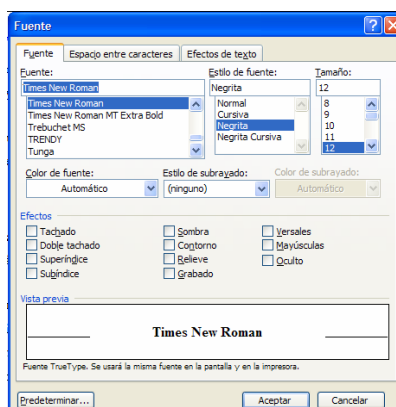 Fuente
Fuente Espacio entre caracteres Efectos de texto
Fuente: Estilo de fuente: Tamaño:
Times New Roman Negrita 12
Times New Roman Normal 8
Times New Roman MT Extra Bold Cursiva 9
Trebuchet MS Negrita 10
TRENDY Negrita Cursiva 11
Tunga 12
Color de fuente: Estilo de subrayado: Color de subrayado:
Automático (ninguno) Automático
Efectos
Tachado Sombra Versales
Doble tachado Contorno Mayúsculas
Superíndice Relieve Oculto
Subíndice Grabado
Vista previa
Times New Roman
Fuente TrueType. Se usará la misma fuente en la pantalla y en la impresora.
Predeterminar... Aceptar Cancelar